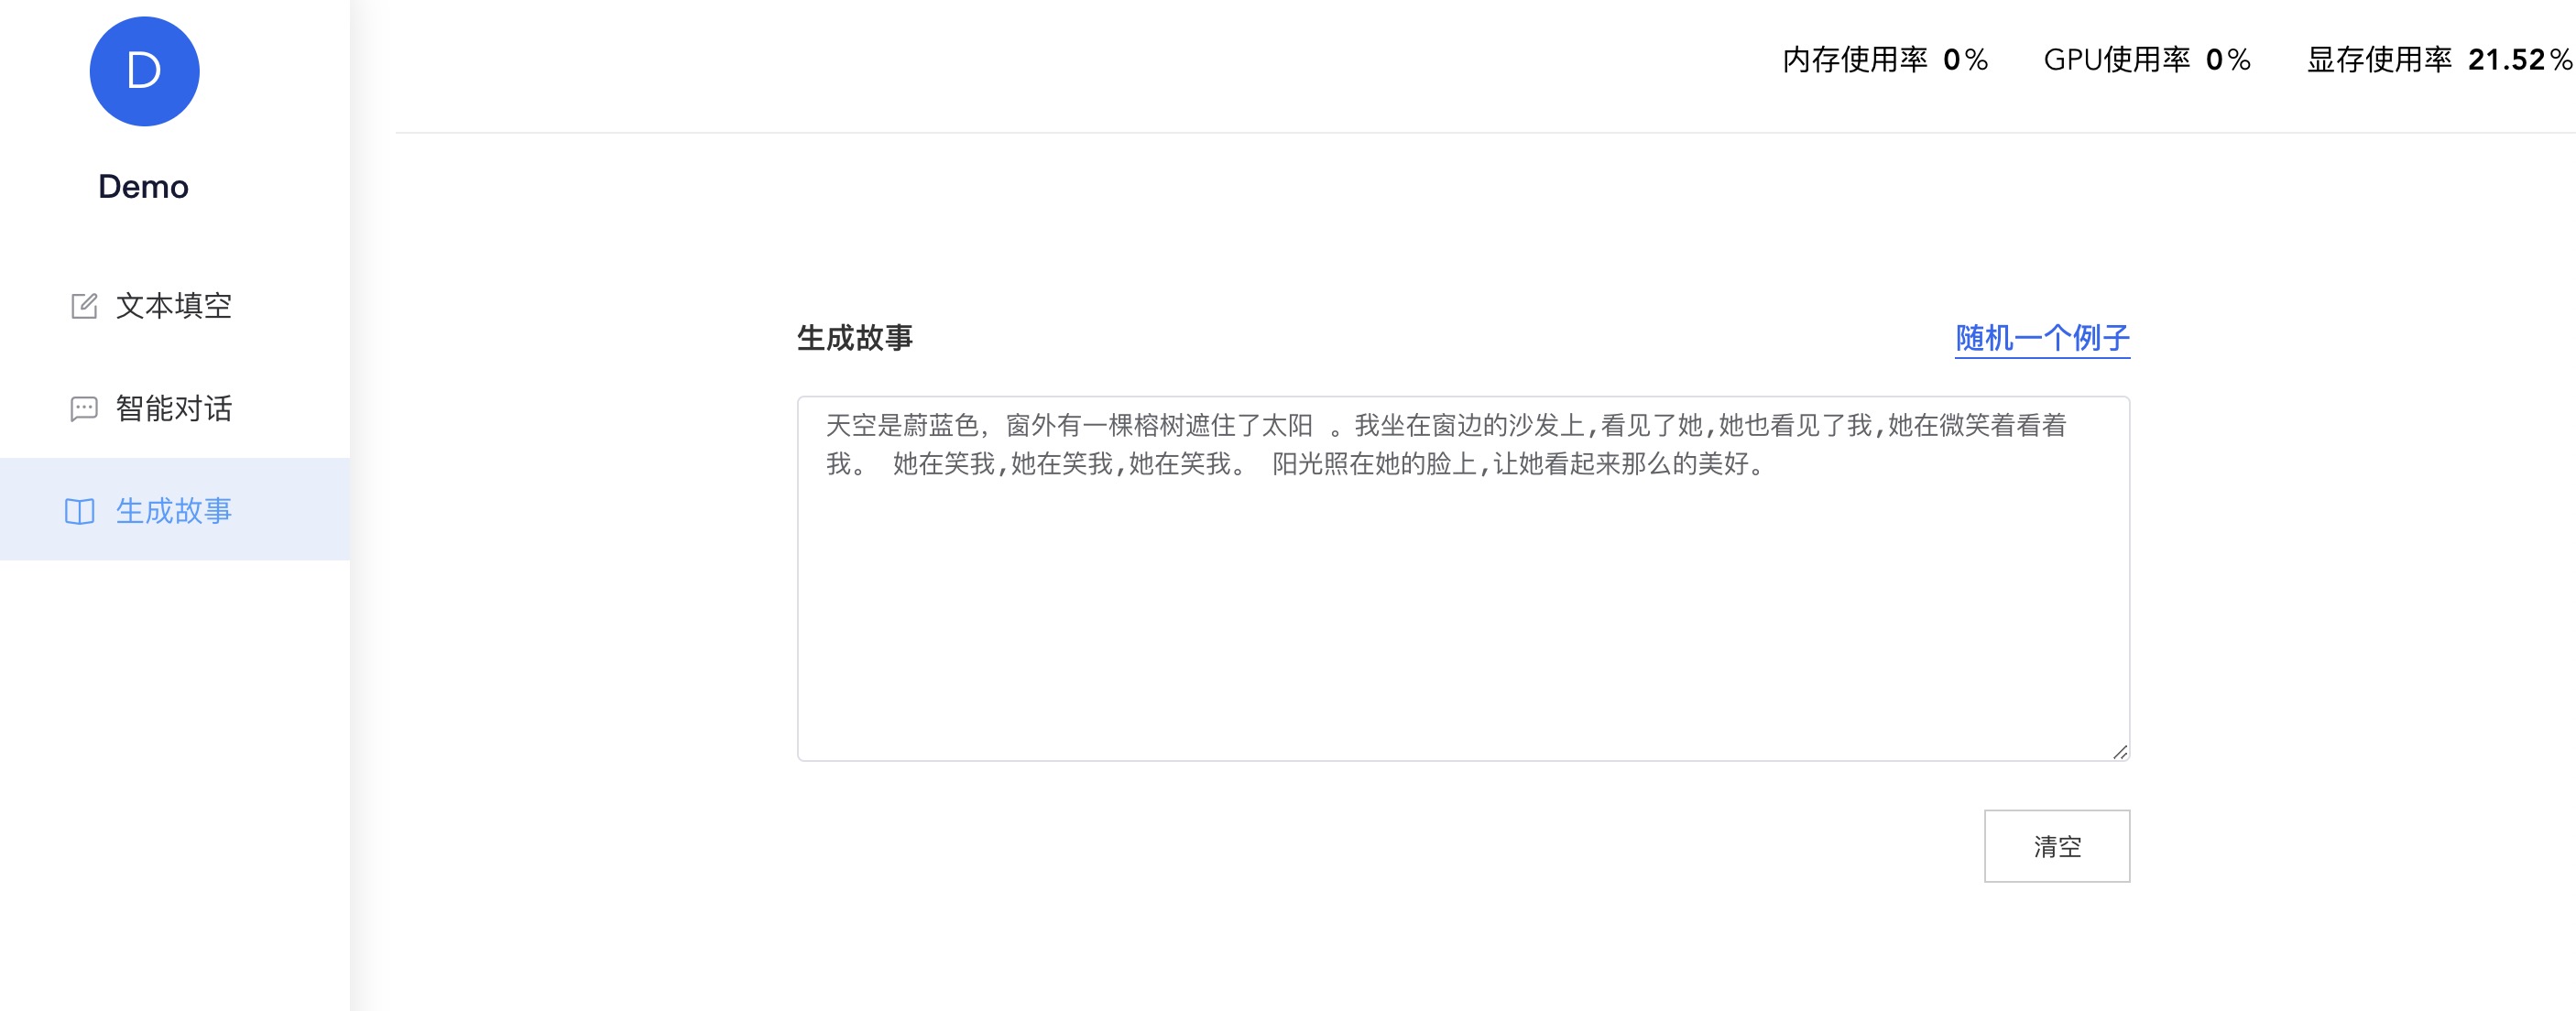 D
Demo
文本填空
智能对话
生成故事
内存使用率 0% GPU使用率 0% 显存使用率 21.52%
生成故事
随机一个例子
天空是蔚蓝色，窗外有一棵榕树遮住了太阳 。我坐在窗边的沙发上,看见了她,她也看见了我,她在微笑着看着
我。 她在笑我,她在笑我,她在笑我。 阳光照在她的脸上,让她看起来那么的美好。
清空